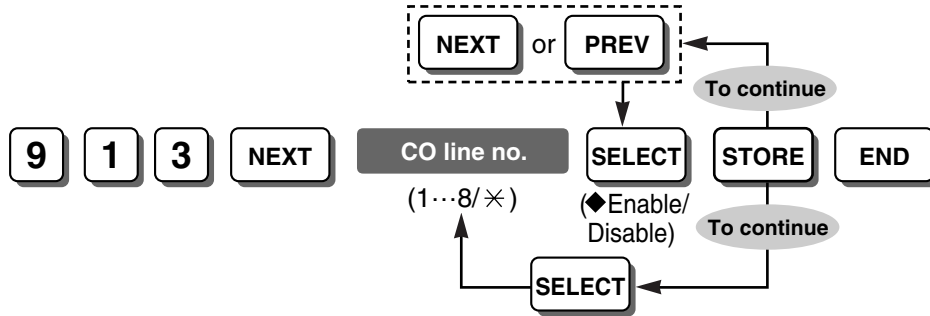 NEXT or PREV
To continue
9 1 3 NEXT CO line no. SELECT STORE END
(1···8/✳) (◆Enable/
Disable)
To continue
SELECT